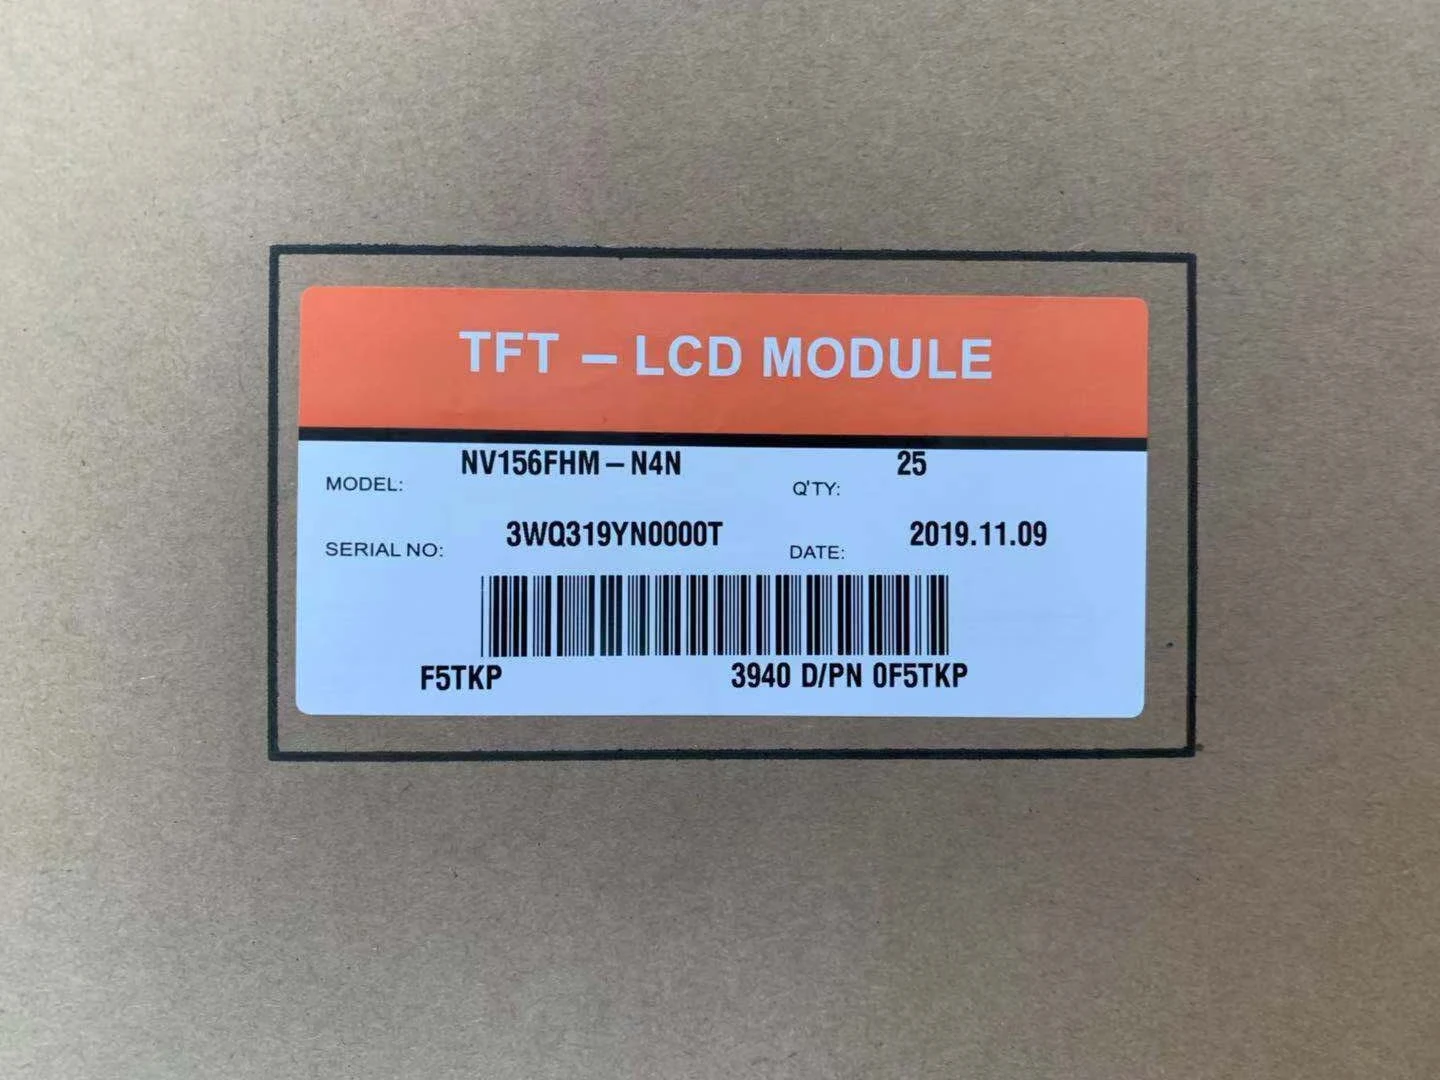 TFT – LCD MODULE
MODEL: NV156FHM – N4N Q'TY: 25
SERIAL NO: 3WQ319YN0000T DATE: 2019.11.09
F5TKP 3940 D/PN 0F5TKP